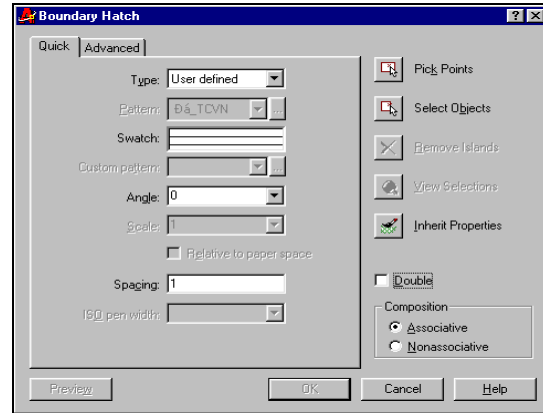 Boundary Hatch
Quick Advanced
Type: User defined
Pattern: Đá_TCVN ...
Swatch:
Custom pattern: ...
Angle: 0
Scale: 1
Relative to paper space
Spacing: 1
ISO pen width:
Pick Points
Select Objects
Remove Islands
View Selections
Inherit Properties
Double
Composition
Associative
Nonassociative
Preview OK Cancel Help